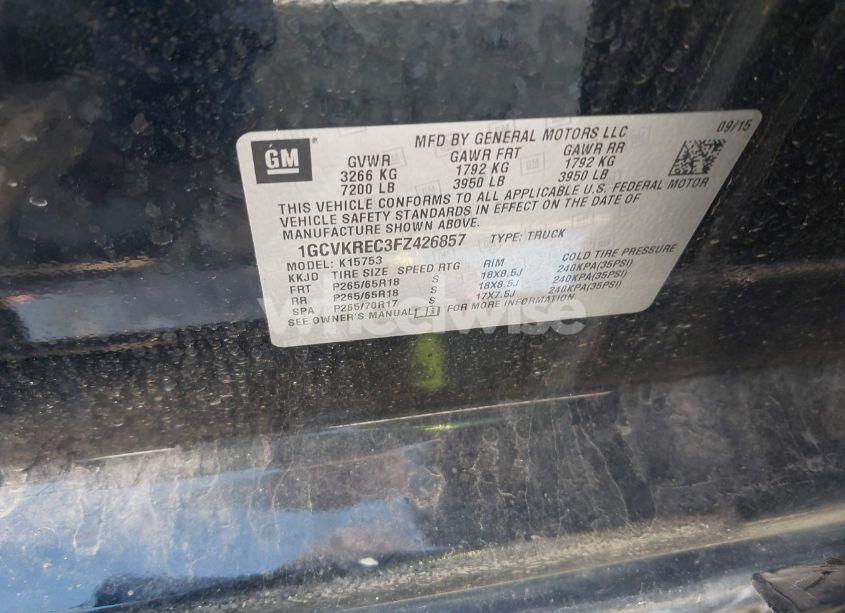 GM
MFD BY GENERAL MOTORS LLC 09/15
GVWR GAWR FRT GAWR RR
3266 KG 1792 KG 1792 KG
7200 LB 3950 LB 3950 LB
THIS VEHICLE CONFORMS TO ALL APPLICABLE U.S. FEDERAL MOTOR
VEHICLE SAFETY STANDARDS IN EFFECT ON THE DATE OF
MANUFACTURE SHOWN ABOVE.
1GCVKREC3FZ426857 TYPE: TRUCK
MODEL: K15753
KKJD TIRE SIZE SPEED RTG RIM COLD TIRE PRESSURE
FRT P265/65R18 S 18X8.5J 240KPA(35PSI)
RR P265/65R18 S 18X8.5J 240KPA(35PSI)
SPA P265/70R17 S 17X7.5J 240KPA(35PSI)
SEE OWNER'S MANUAL FOR MORE INFORMATION
Wheelwise